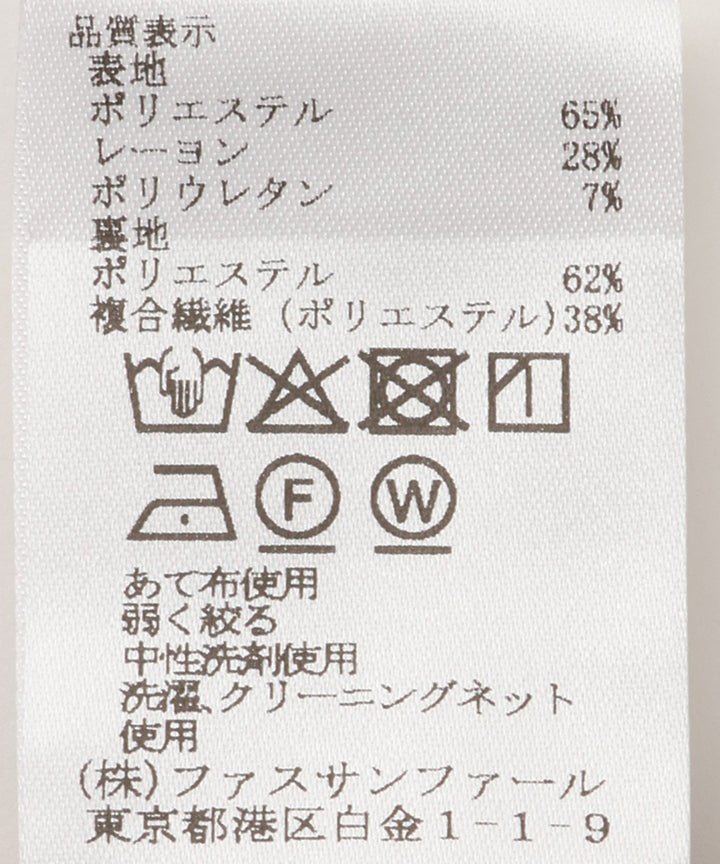 品質表示
表地
ポリエステル 65%
レーヨン 28%
ポリウレタン 7%
裏地
ポリエステル 62%
複合繊維 (ポリエステル)38%
F W
あて布使用
弱く絞る
中性洗剤使用
洗濯、クリーニングネット
使用
(株)ファスサンファール
東京都港区白金1-1-9